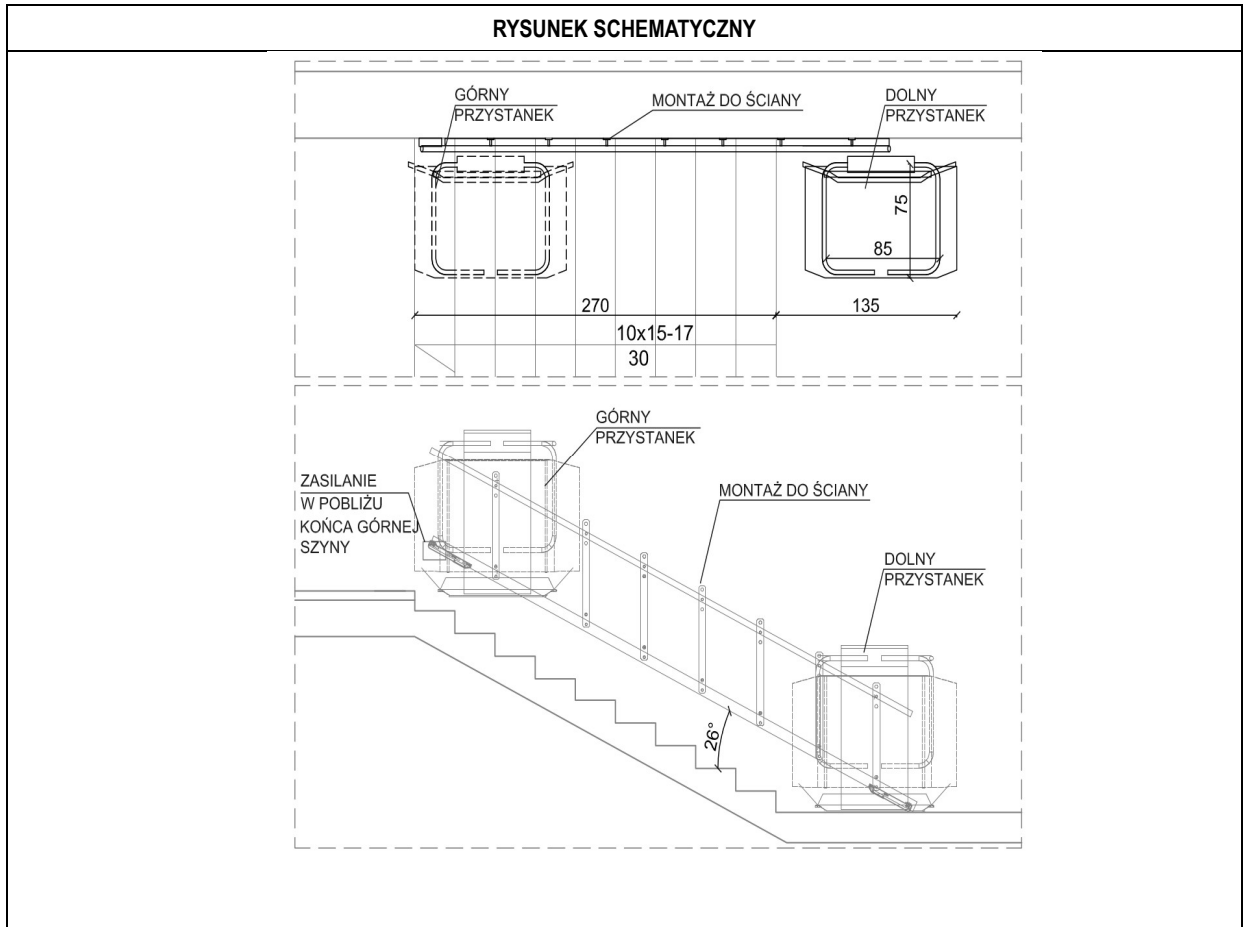 RYSUNEK SCHEMATYCZNY
GÓRNY
PRZYSTANEK
MONTAŻ DO ŚCIANY
DOLNY
PRZYSTANEK
75
85
270
135
10x15-17
30
GÓRNY
PRZYSTANEK
ZASILANIE
W POBLIŻU
KOŃCA GÓRNEJ
SZYNY
MONTAŻ DO ŚCIANY
DOLNY
PRZYSTANEK
26°